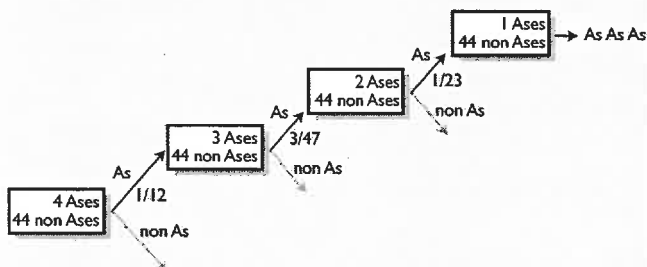 1 Ases
44 non Ases
As As As
As
1/23
2 Ases
44 non Ases
non As
As
3/47
3 Ases
44 non Ases
non As
As
1/12
4 Ases
44 non Ases
non As